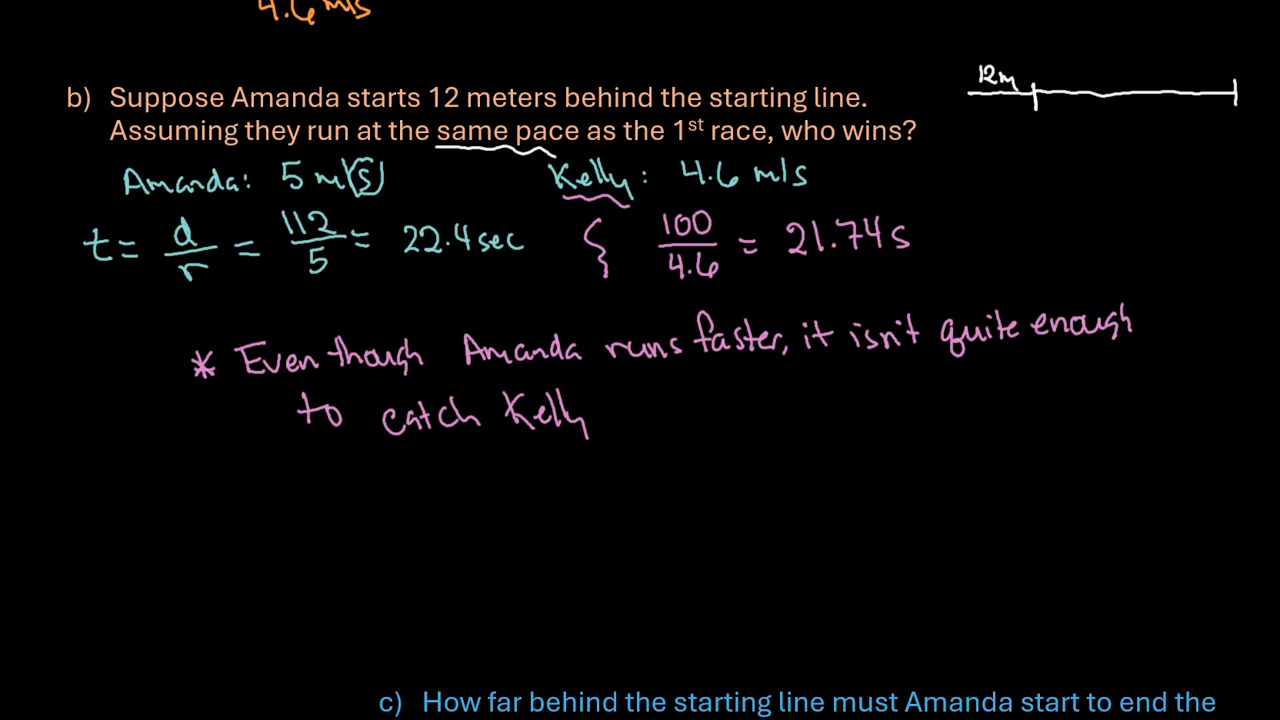 4.6 m/s
12m
b) Suppose Amanda starts 12 meters behind the starting line.
Assuming they run at the same pace as the 1st race, who wins?
Amanda: 5 m/s Kelly: 4.6 m/s
t = d/r = 112/5 = 22.4 sec { 100/4.6 = 21.74 s
* Even though Amanda runs faster, it isn't quite enough
to catch Kelly
c) How far behind the starting line must Amanda start to end the